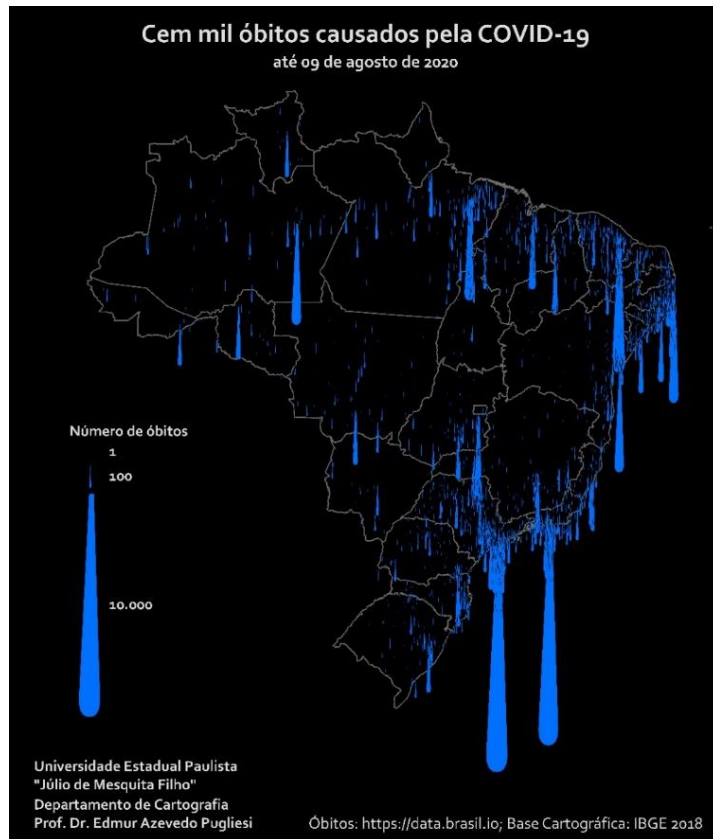 Cem mil óbitos causados pela COVID-19
até 09 de agosto de 2020
Número de óbitos
1
100
10.000
Universidade Estadual Paulista
"Júlio de Mesquita Filho"
Departamento de Cartografia
Prof. Dr. Edmur Azevedo Pugliesi
Óbitos: https://data.brasil.io; Base Cartográfica: IBGE 2018